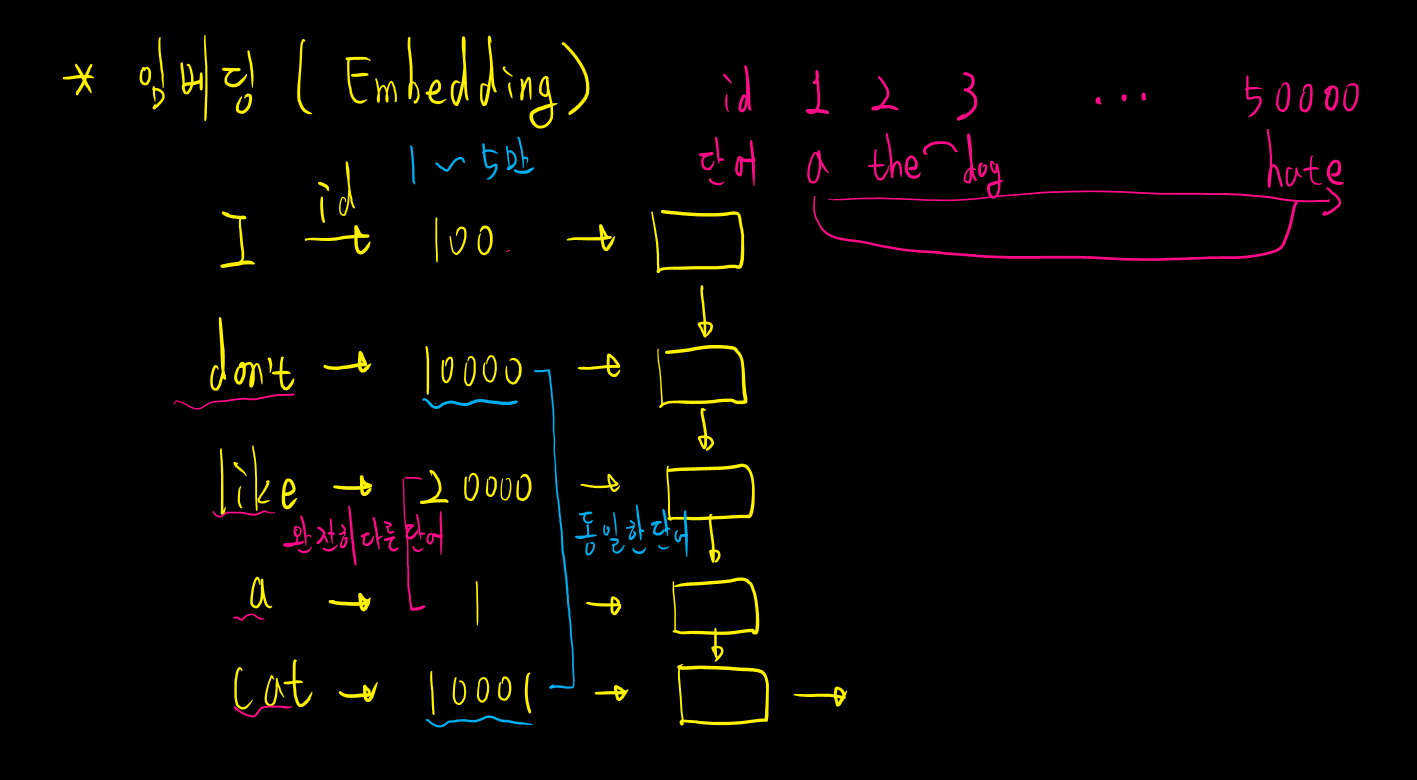 * 임베딩 ( Embedding )
id 1 2 3 ... 50000
단어 a the dog hate
1 ~ 5만
id
I → 100 →
don't → 10000 →
like → 20000 →
완전히 다른 단어
동일한 단어
a → 1 →
Cat → 10001 → →